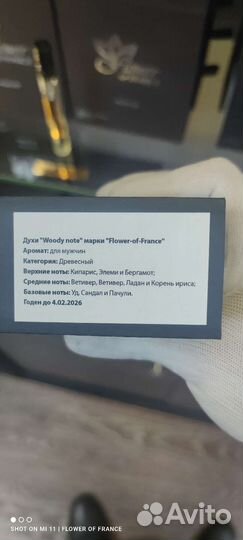 Духи "Woody note" марки "Flower-of-France"
Аромат: для мужчин
Категория: Древесный
Верхние ноты: Кипарис, Элеми и Бергамот;
Средние ноты: Ветивер, Ветивер, Ладан и Корень ириса;
Базовые ноты: Уд, Сандал и Пачули.
Годен до 4.02.2026
SHOT ON MI 11 | FLOWER OF FRANCE
Avito